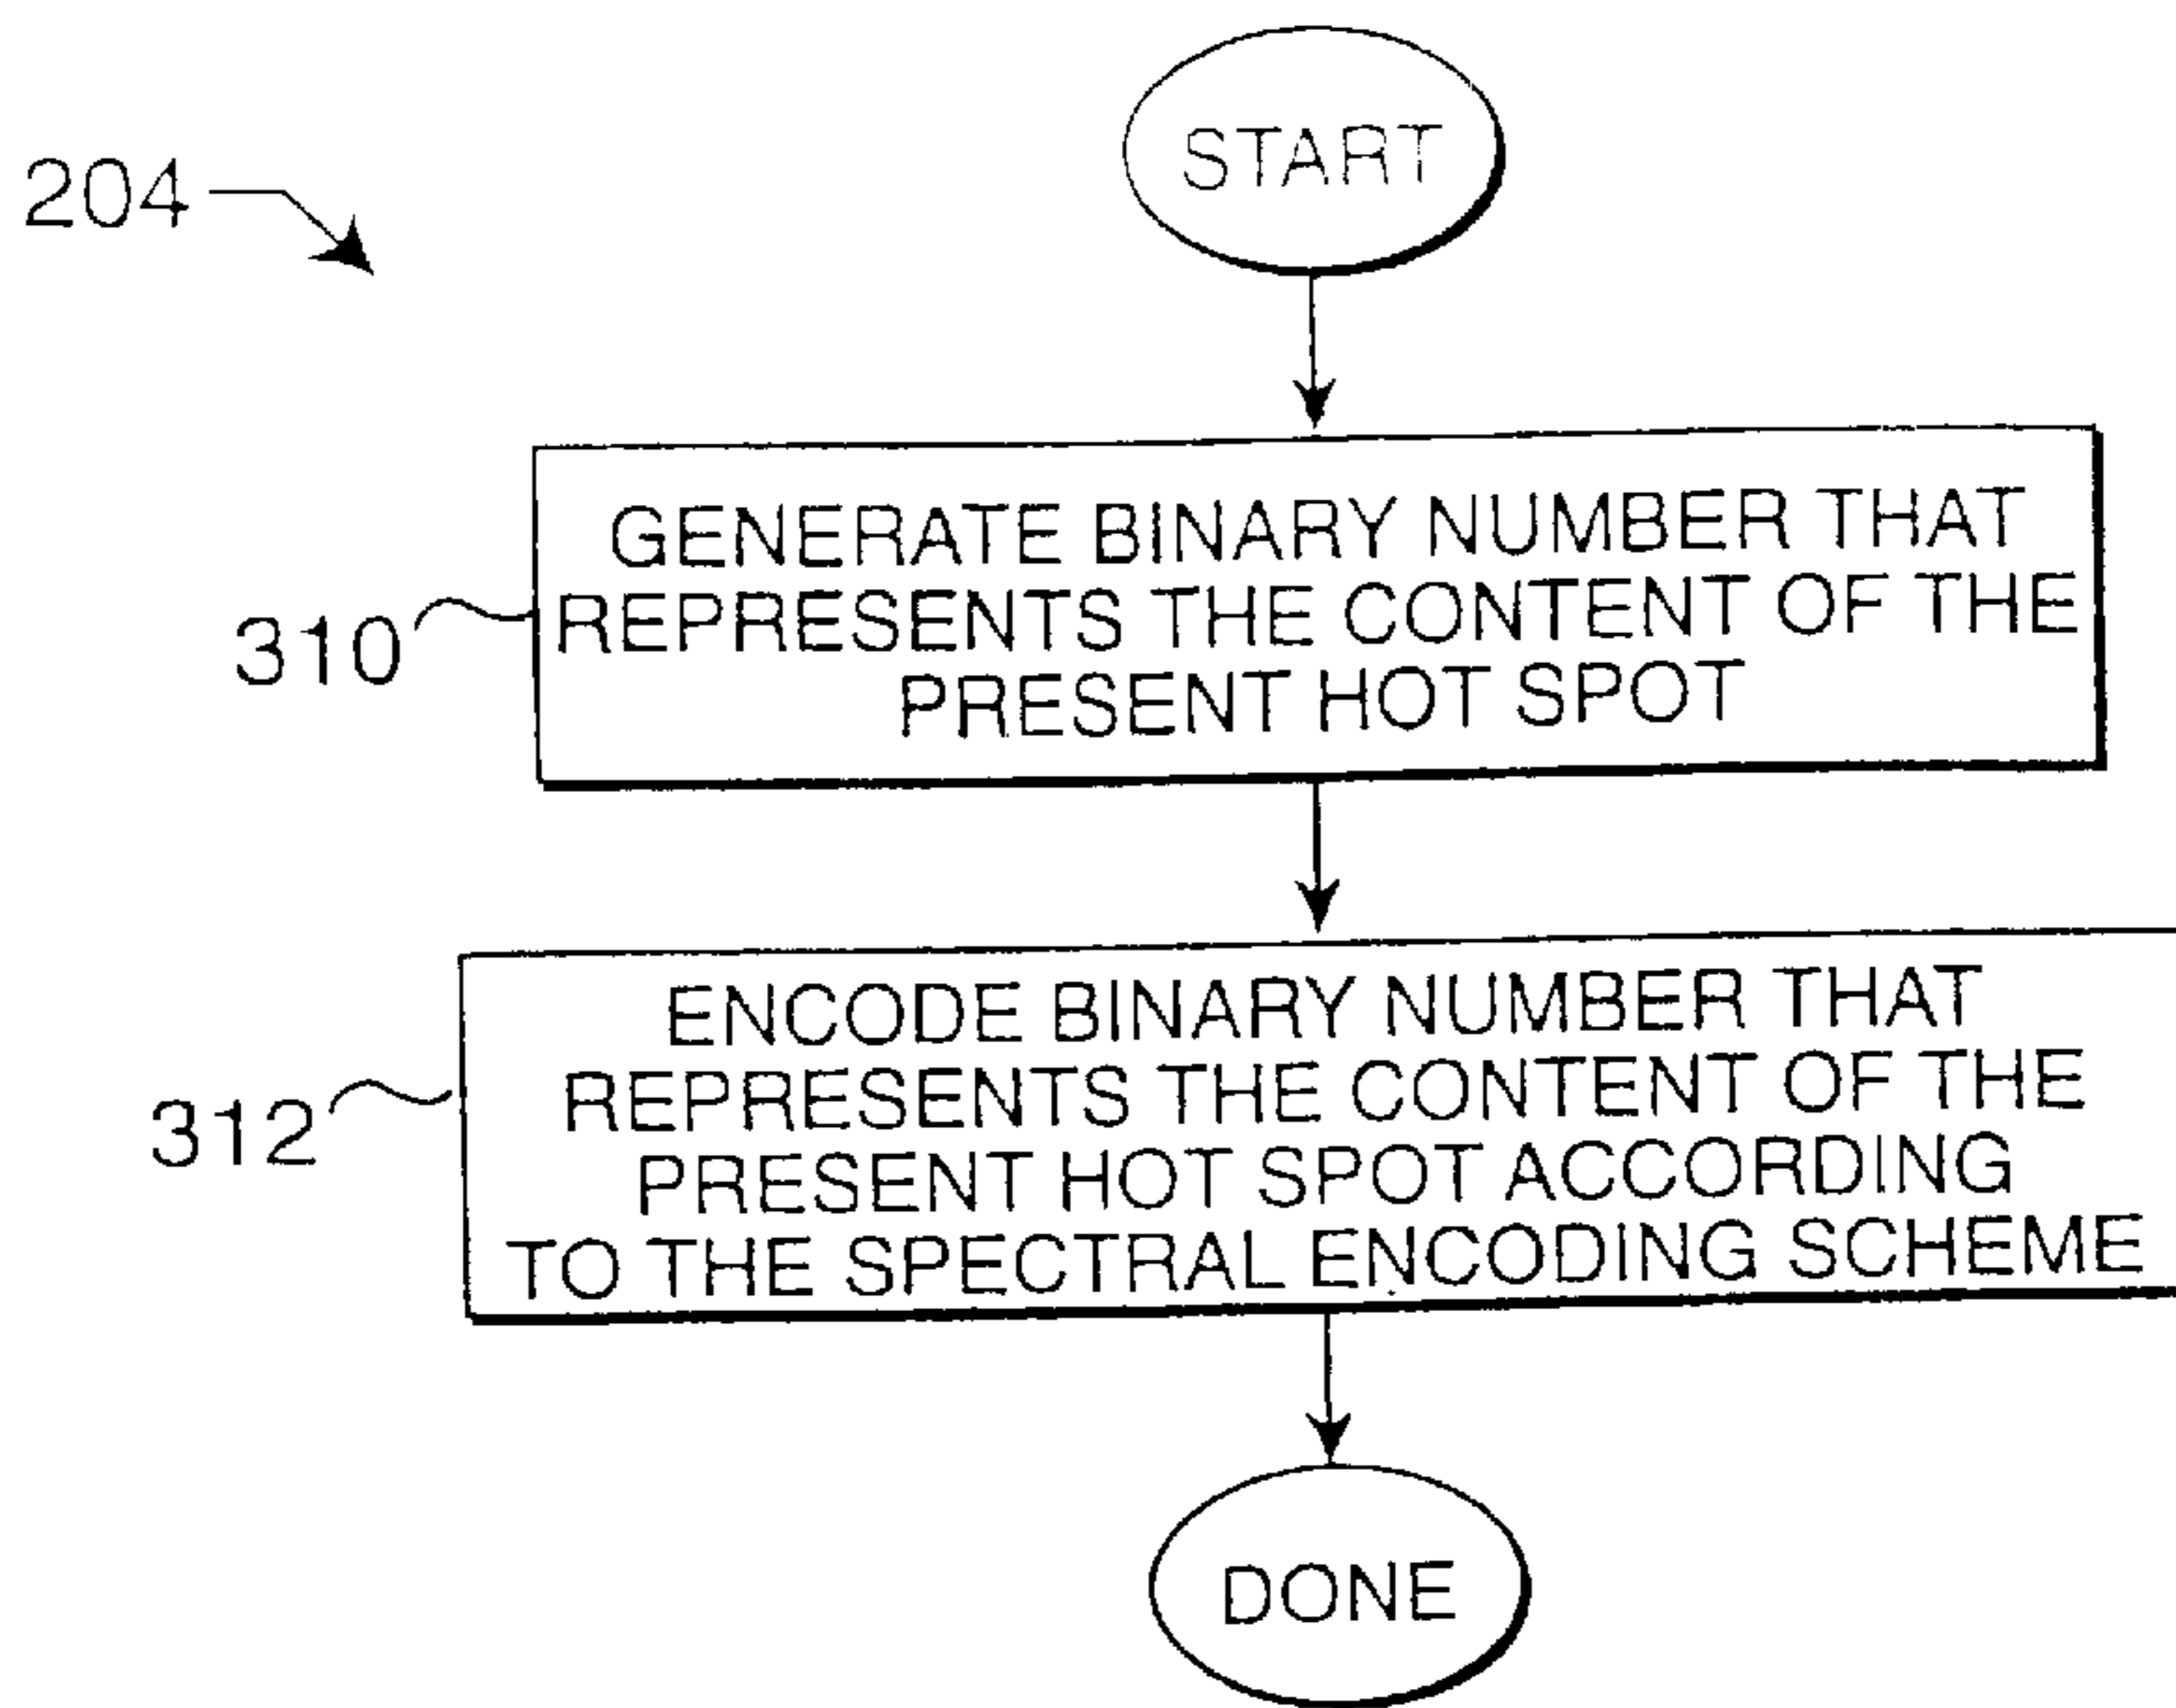 START
204
GENERATE BINARY NUMBER THAT
REPRESENTS THE CONTENT OF THE
PRESENT HOT SPOT
310
ENCODE BINARY NUMBER THAT
REPRESENTS THE CONTENT OF THE
PRESENT HOT SPOT ACCORDING
TO THE SPECTRAL ENCODING SCHEME
312
DONE